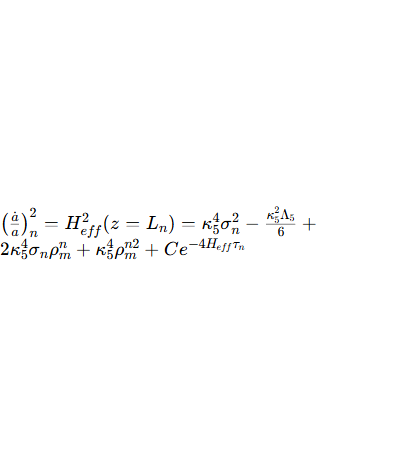 $\left(\frac{\dot{a}}{a}\right)_n^2 = H_{eff}^2(z = L_n) = \kappa_5^4 \sigma_n^2 - \frac{\kappa_5^2 \Lambda_5}{6} +$
$2\kappa_5^4 \sigma_n \rho_m^n + \kappa_5^4 \rho_m^{n2} + C e^{-4H_{eff}\tau_n}$